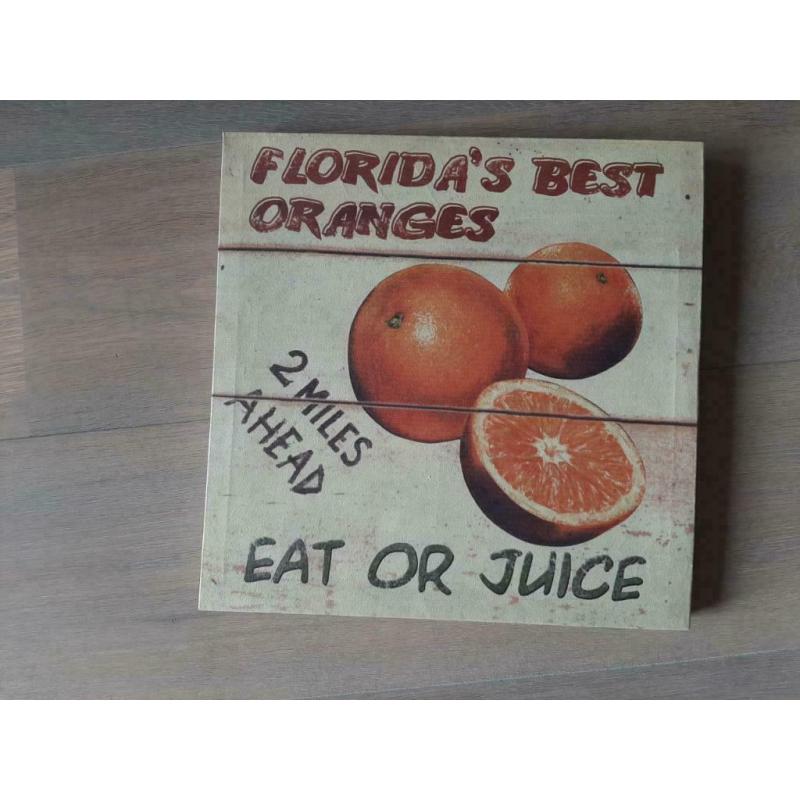 FLORIDA'S BEST
ORANGES
2 MILES
AHEAD
EAT OR JUICE